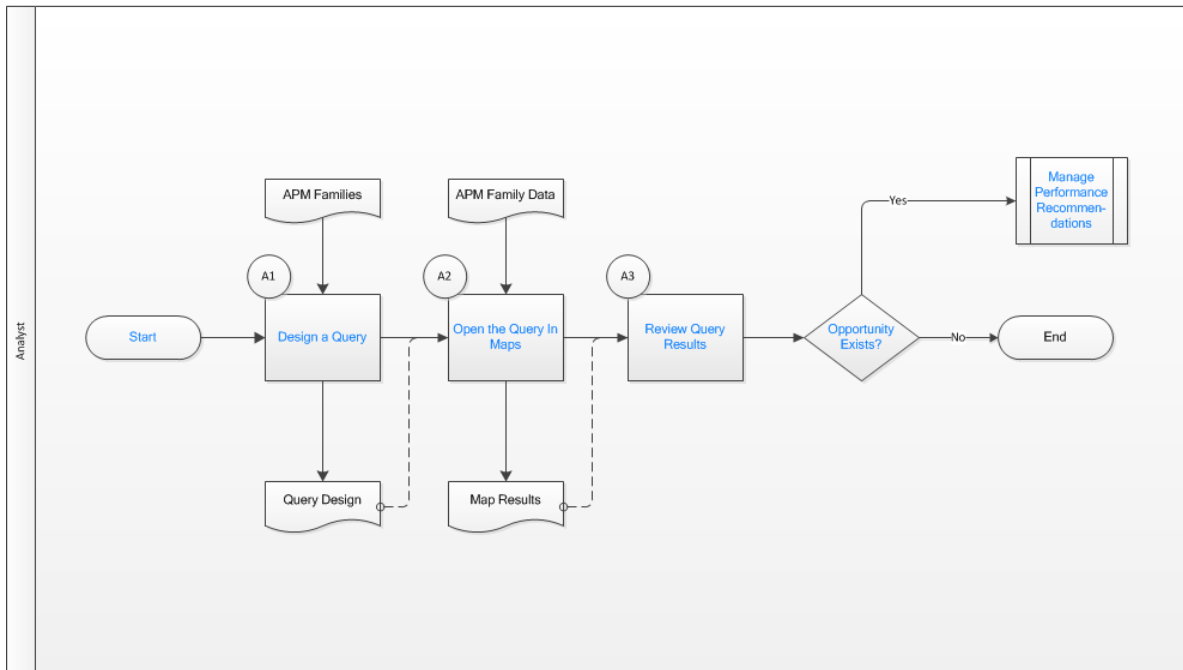 Analyst
APM Families
APM Family Data
A1
A2
A3
Start
Design a Query
Open the Query In
Maps
Review Query
Results
Opportunity
Exists?
Yes
Manage
Performance
Recommen-
dations
No
End
Query Design
Map Results